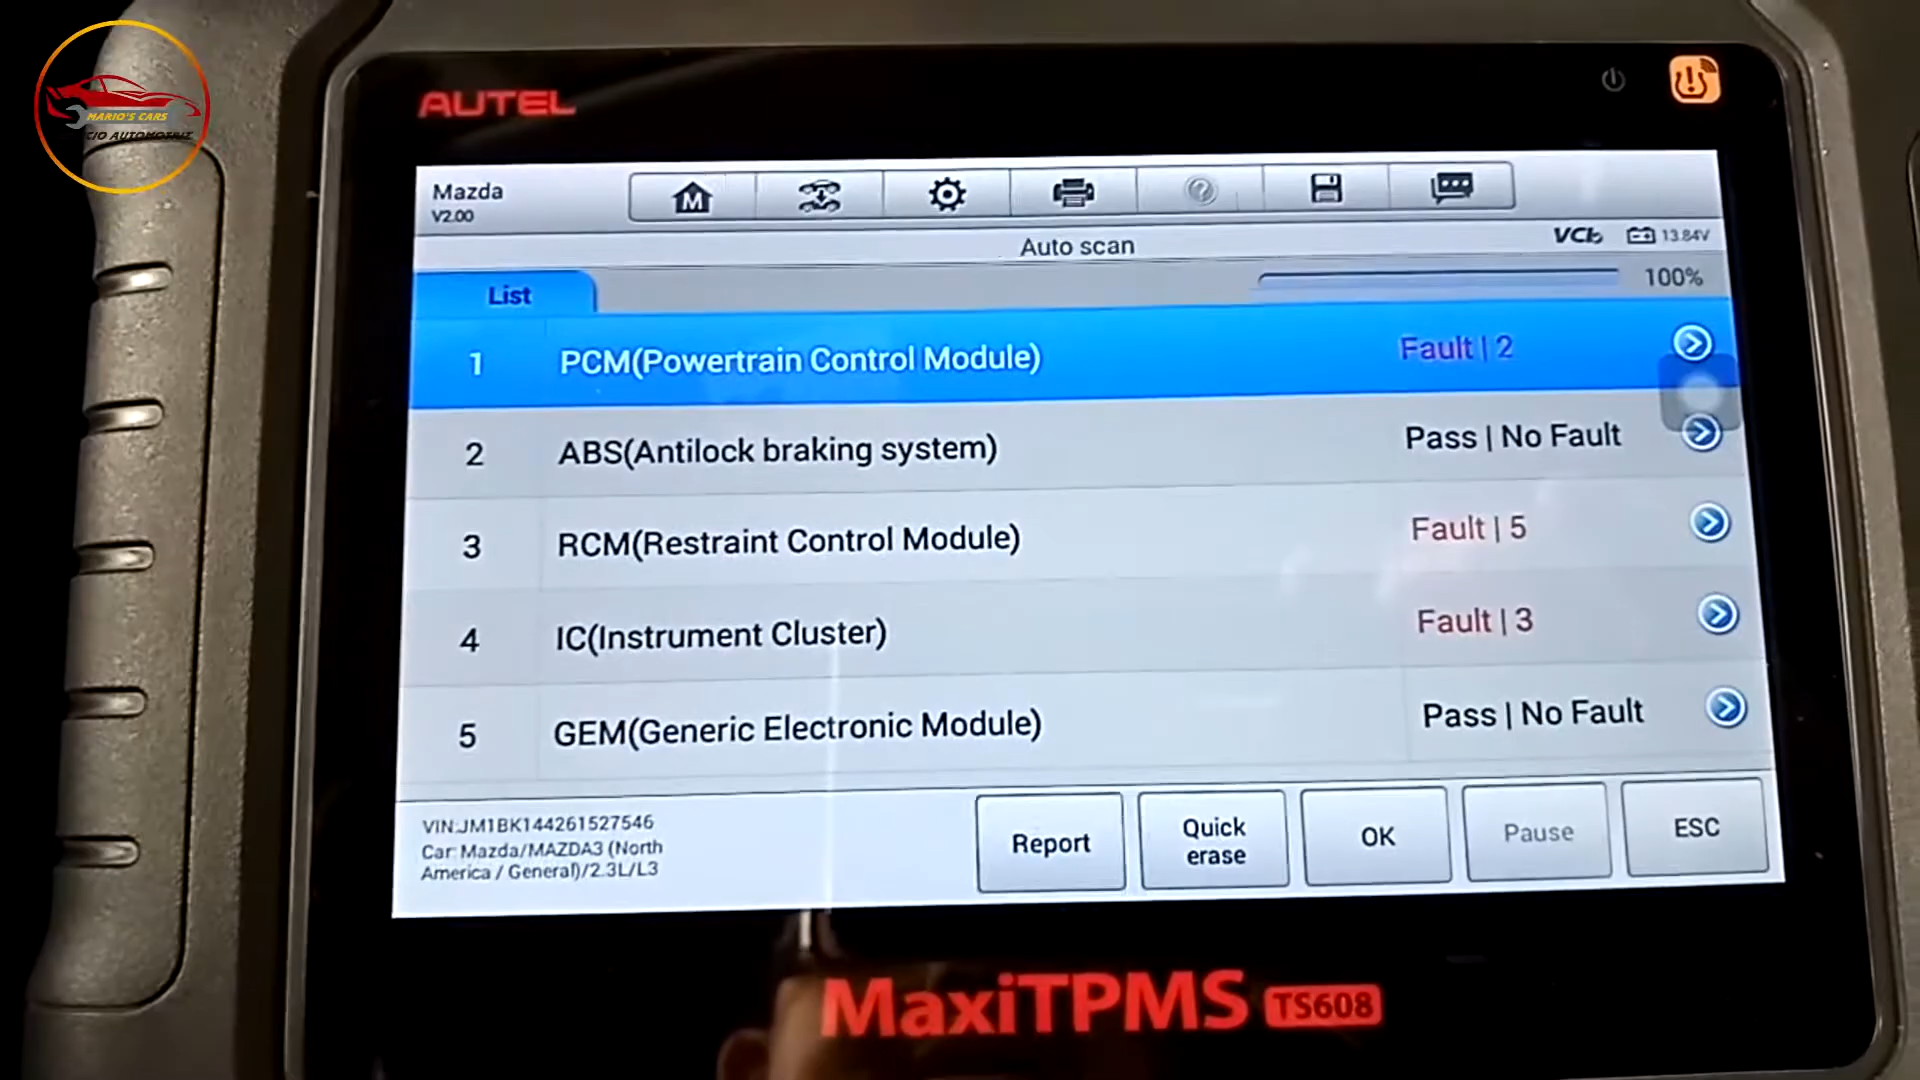 MARIO'S CARS
CIO AUTOMOTRIZ
AUTEL
Mazda
V2.00
M
?
Auto scan
VCI
13.84V
List
100%
1 PCM(Powertrain Control Module) Fault | 2
2 ABS(Antilock braking system) Pass | No Fault
3 RCM(Restraint Control Module) Fault | 5
4 IC(Instrument Cluster) Fault | 3
5 GEM(Generic Electronic Module) Pass | No Fault
VIN:JM1BK144261527546
Car: Mazda/MAZDA3 (North
America / General)/2.3L/L3
Report
Quick
erase
OK
Pause
ESC
MaxiTPMS TS608